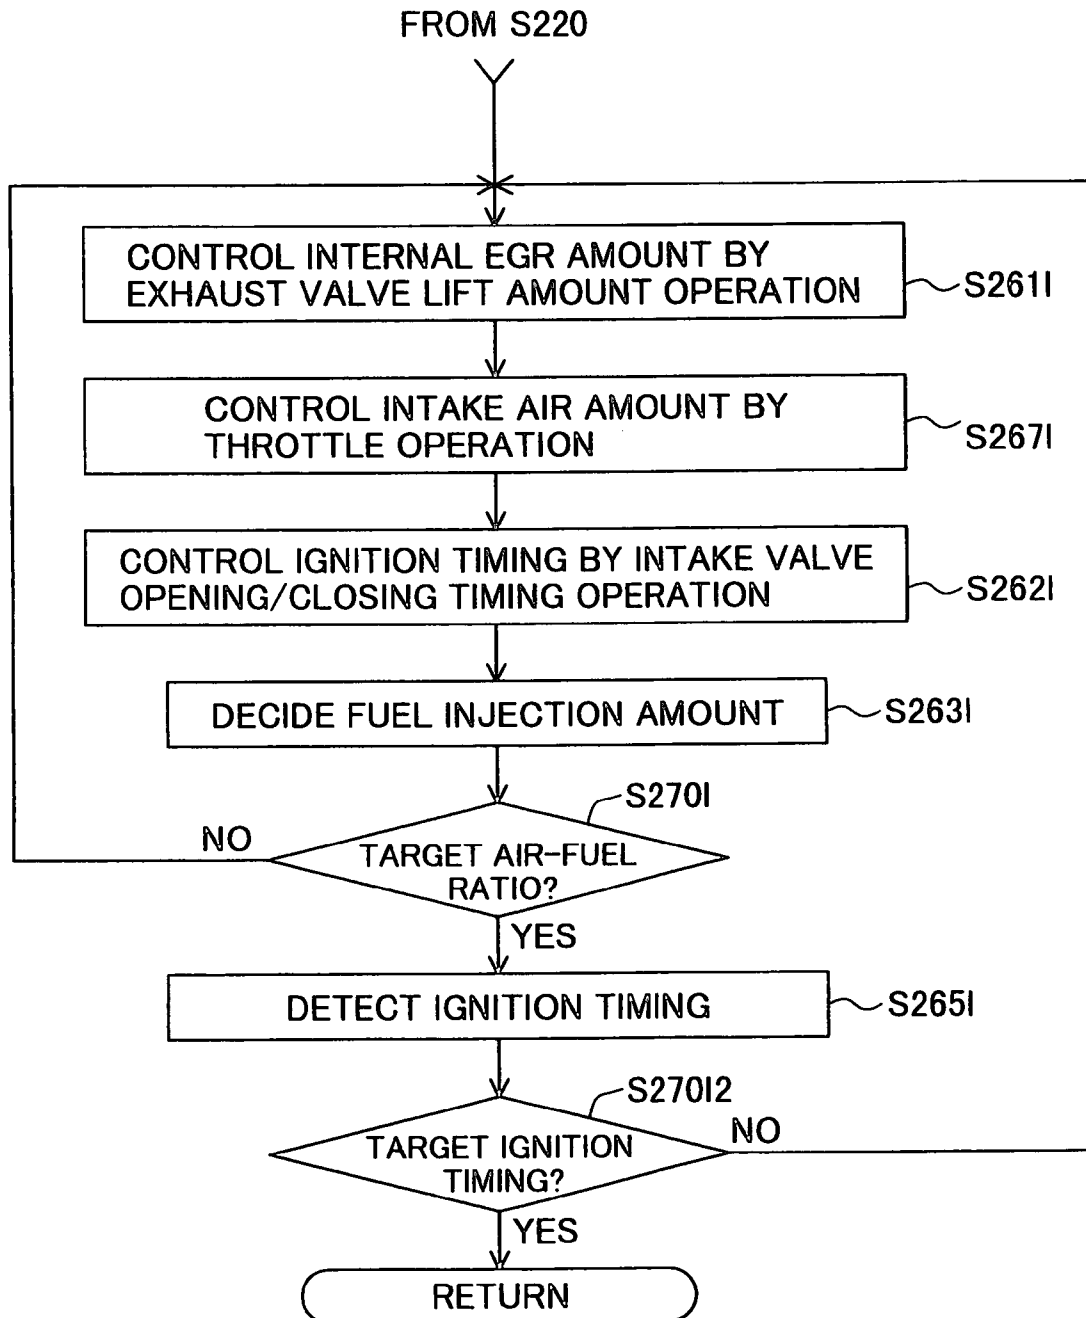 FROM S220
CONTROL INTERNAL EGR AMOUNT BY
EXHAUST VALVE LIFT AMOUNT OPERATION
S261I
CONTROL INTAKE AIR AMOUNT BY
THROTTLE OPERATION
S267I
CONTROL IGNITION TIMING BY INTAKE VALVE
OPENING/CLOSING TIMING OPERATION
S262I
DECIDE FUEL INJECTION AMOUNT
S263I
S270I
NO
TARGET AIR-FUEL
RATIO?
YES
DETECT IGNITION TIMING
S265I
S270I2
TARGET IGNITION
TIMING?
NO
YES
RETURN